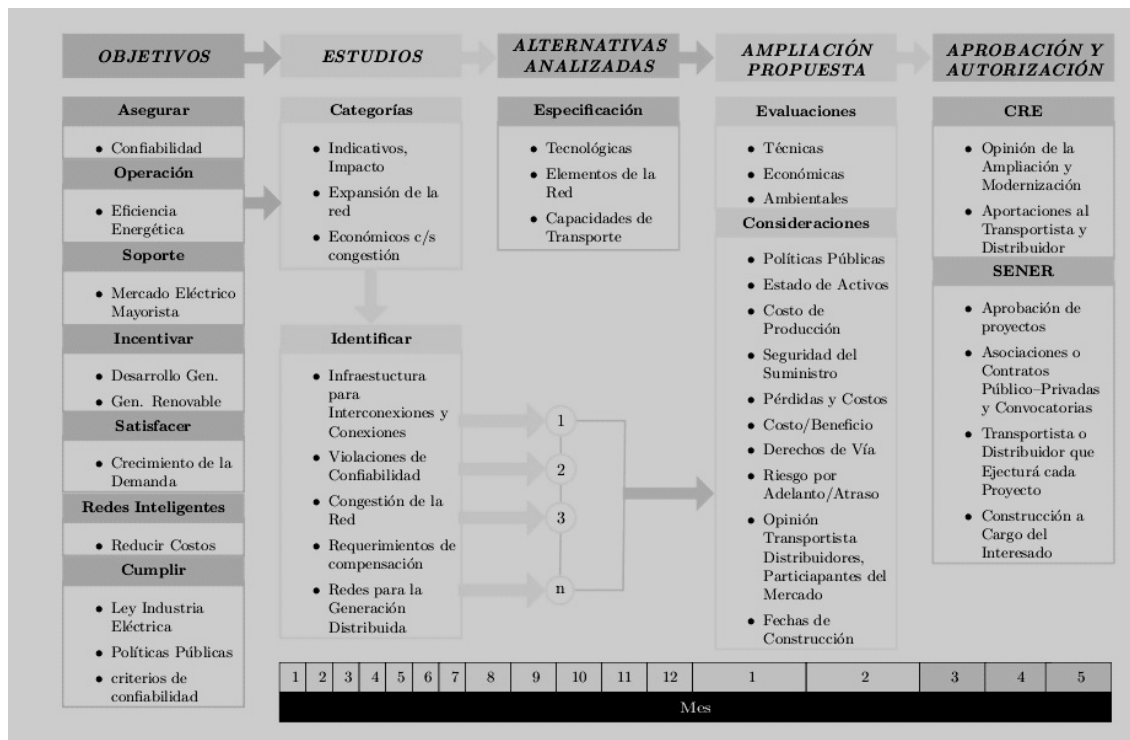 OBJETIVOS
ESTUDIOS
ALTERNATIVAS
ANALIZADAS
AMPLIACIÓN
PROPUESTA
APROBACIÓN Y
AUTORIZACIÓN
Asegurar
• Confiabilidad
Operación
• Eficiencia
Energética
Soporte
• Mercado Eléctrico
Mayorista
Incentivar
• Desarrollo Gen.
• Gen. Renovable
Satisfacer
• Crecimiento de la
Demanda
Redes Inteligentes
• Reducir Costos
Cumplir
• Ley Industria
Eléctrica
• Políticas Públicas
• criterios de
confiabilidad
Categorías
• Indicativos,
Impacto
• Expansión de la
red
• Económicos c/s
congestión
Identificar
• Infraestuctura
para
Interconexiones y
Conexiones
• Violaciones de
Confiabilidad
• Congestión de la
Red
• Requerimientos de
compensación
• Redes para la
Generación
Distribuida
Especificación
• Tecnológicas
• Elementos de la
Red
• Capacidades de
Transporte
1
2
3
n
Evaluaciones
• Técnicas
• Económicas
• Ambientales
Consideraciones
• Políticas Públicas
• Estado de Activos
• Costo de
Producción
• Seguridad del
Suministro
• Pérdidas y Costos
• Costo/Beneficio
• Derechos de Vía
• Riesgo por
Adelanto/Atraso
• Opinión
Transportista
Distribuidores,
Particiapantes del
Mercado
• Fechas de
Construcción
CRE
• Opinión de la
Ampliación y
Modernización
• Aportaciones al
Transportista y
Distribuidor
SENER
• Aprobación de
proyectos
• Asociaciones o
Contratos
Público–Privadas
y Convocatorias
• Transportista o
Distribuidor que
Ejecturá cada
Proyecto
• Construcción a
Cargo del
Interesado
1 2 3 4 5 6 7 8 9 10 11 12 1 2 3 4 5
Mes